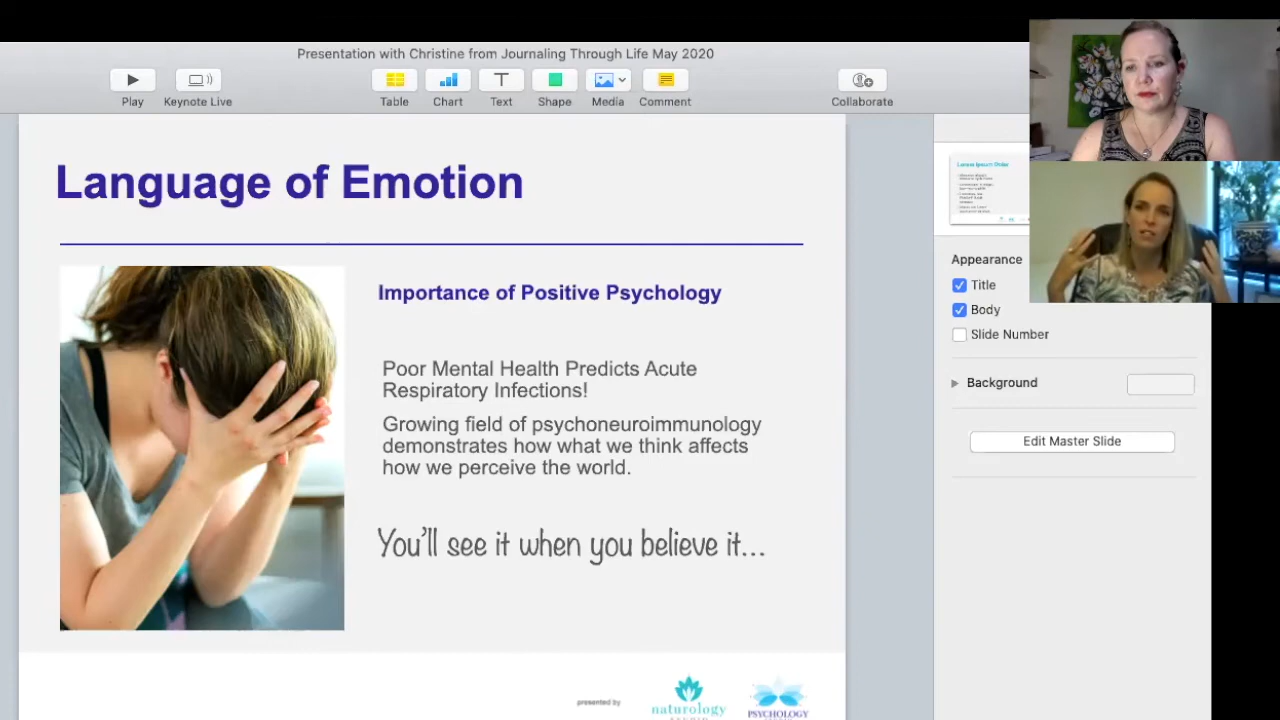 Presentation with Christine from Journaling Through Life May 2020
Play
Keynote Live
Table
Chart
Text
Shape
Media
Comment
Collaborate
Language of Emotion
Importance of Positive Psychology
Poor Mental Health Predicts Acute
Respiratory Infections!
Growing field of psychoneuroimmunology
demonstrates how what we think affects
how we perceive the world.
You'll see it when you believe it...
presented by
naturology
PSYCHOLOGY
Appearance
Title
Body
Slide Number
Background
Edit Master Slide